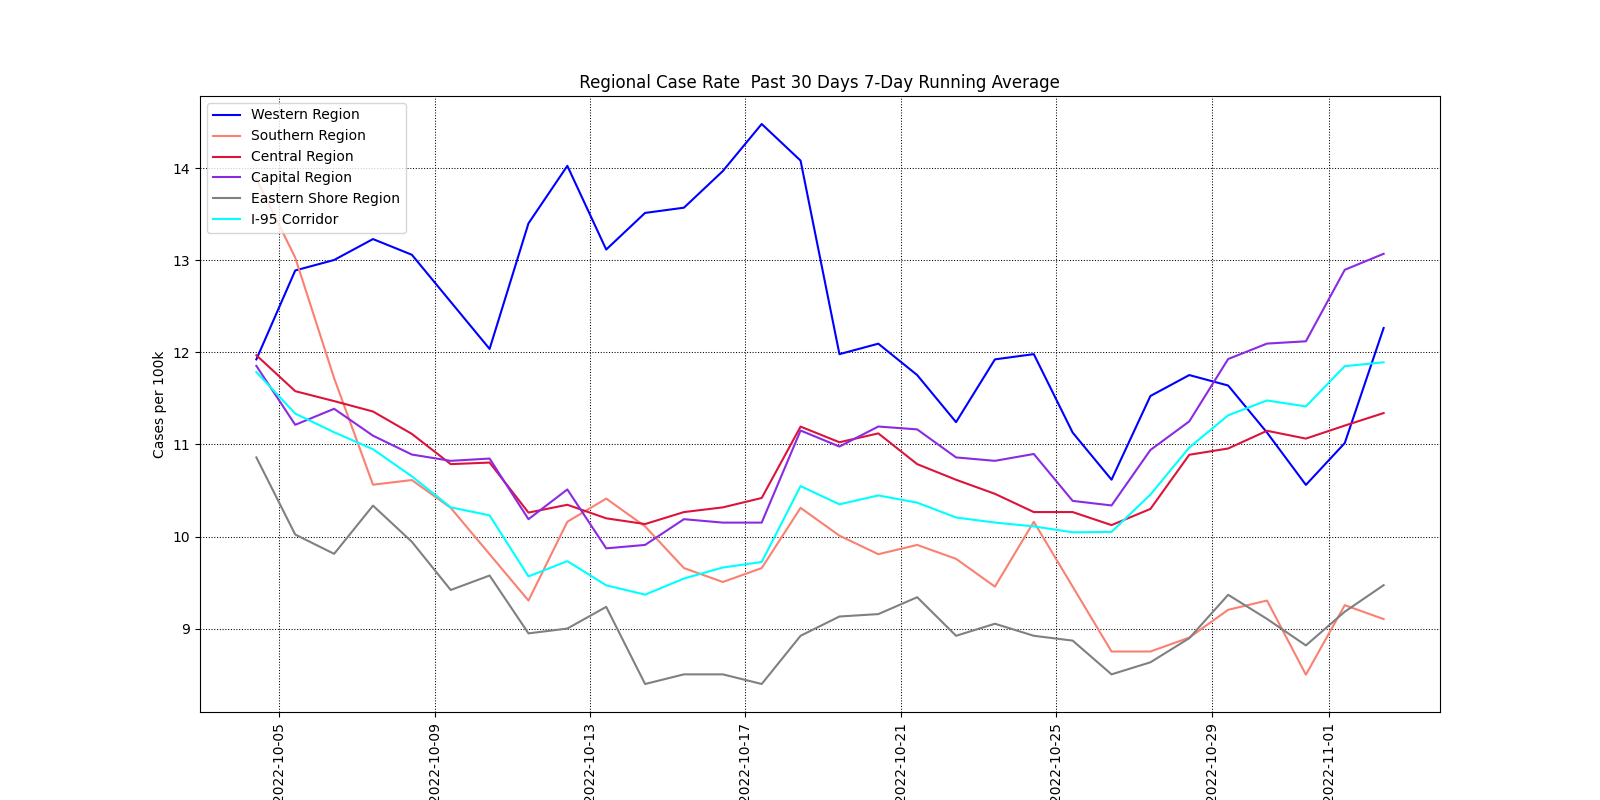 Regional Case Rate  Past 30 Days 7-Day Running Average
Western Region
Southern Region
Central Region
Capital Region
Eastern Shore Region
I-95 Corridor
Cases per 100k
14
13
12
11
10
9
2022-10-05
2022-10-09
2022-10-13
2022-10-17
2022-10-21
2022-10-25
2022-10-29
2022-11-01